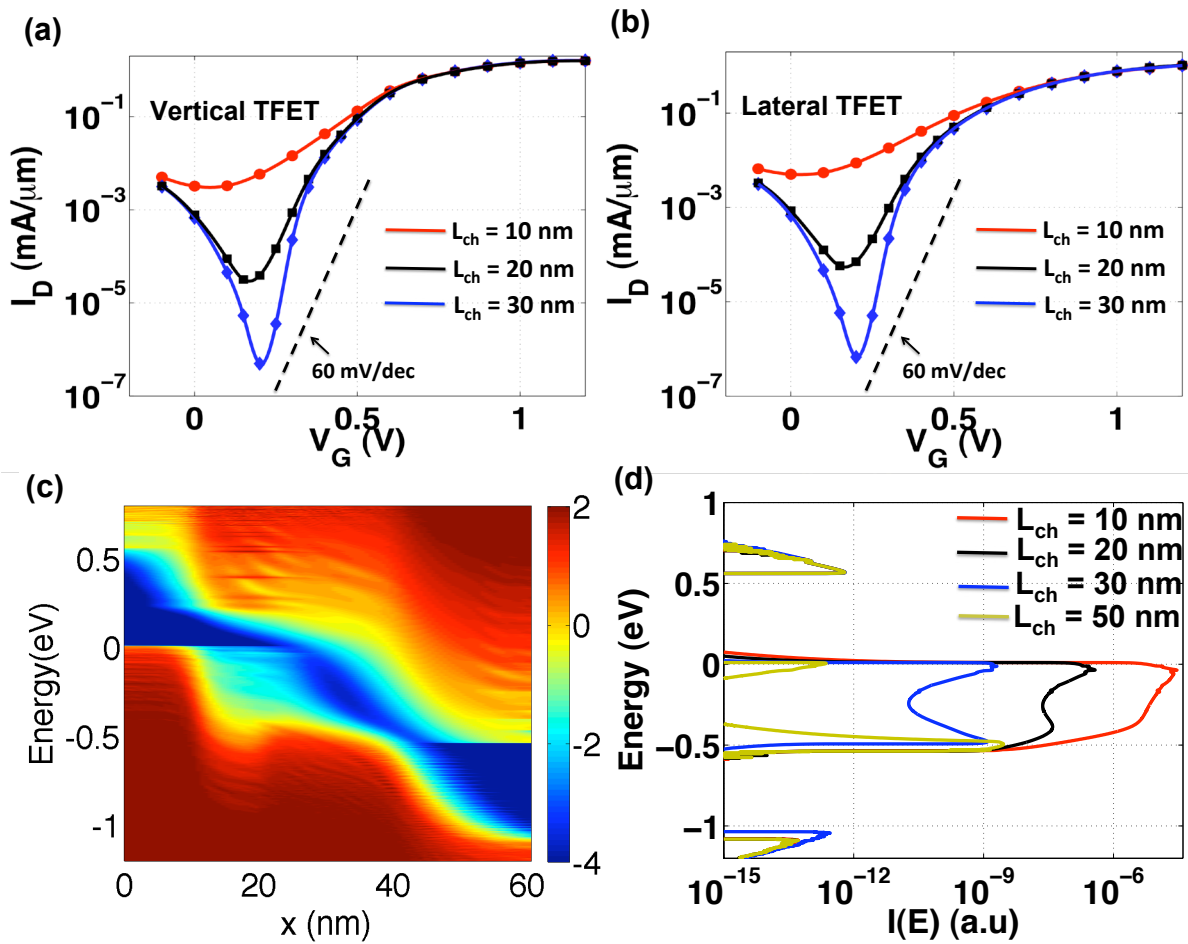 (a)
Vertical TFET
I_D (mA/μm)
10^−1
10^−3
10^−5
10^−7
L_ch = 10 nm
L_ch = 20 nm
L_ch = 30 nm
60 mV/dec
0
0.5
1
V_G (V)
(b)
Lateral TFET
I_D (mA/μm)
10^−1
10^−3
10^−5
10^−7
L_ch = 10 nm
L_ch = 20 nm
L_ch = 30 nm
60 mV/dec
0
0.5
1
V_G (V)
(c)
Energy(eV)
0.5
0
-0.5
-1
0
20
40
60
x (nm)
2
0
-2
-4
(d)
Energy (eV)
1
0.5
0
−0.5
−1
L_ch = 10 nm
L_ch = 20 nm
L_ch = 30 nm
L_ch = 50 nm
10^−15
10^−12
10^−9
10^−6
I(E) (a.u)